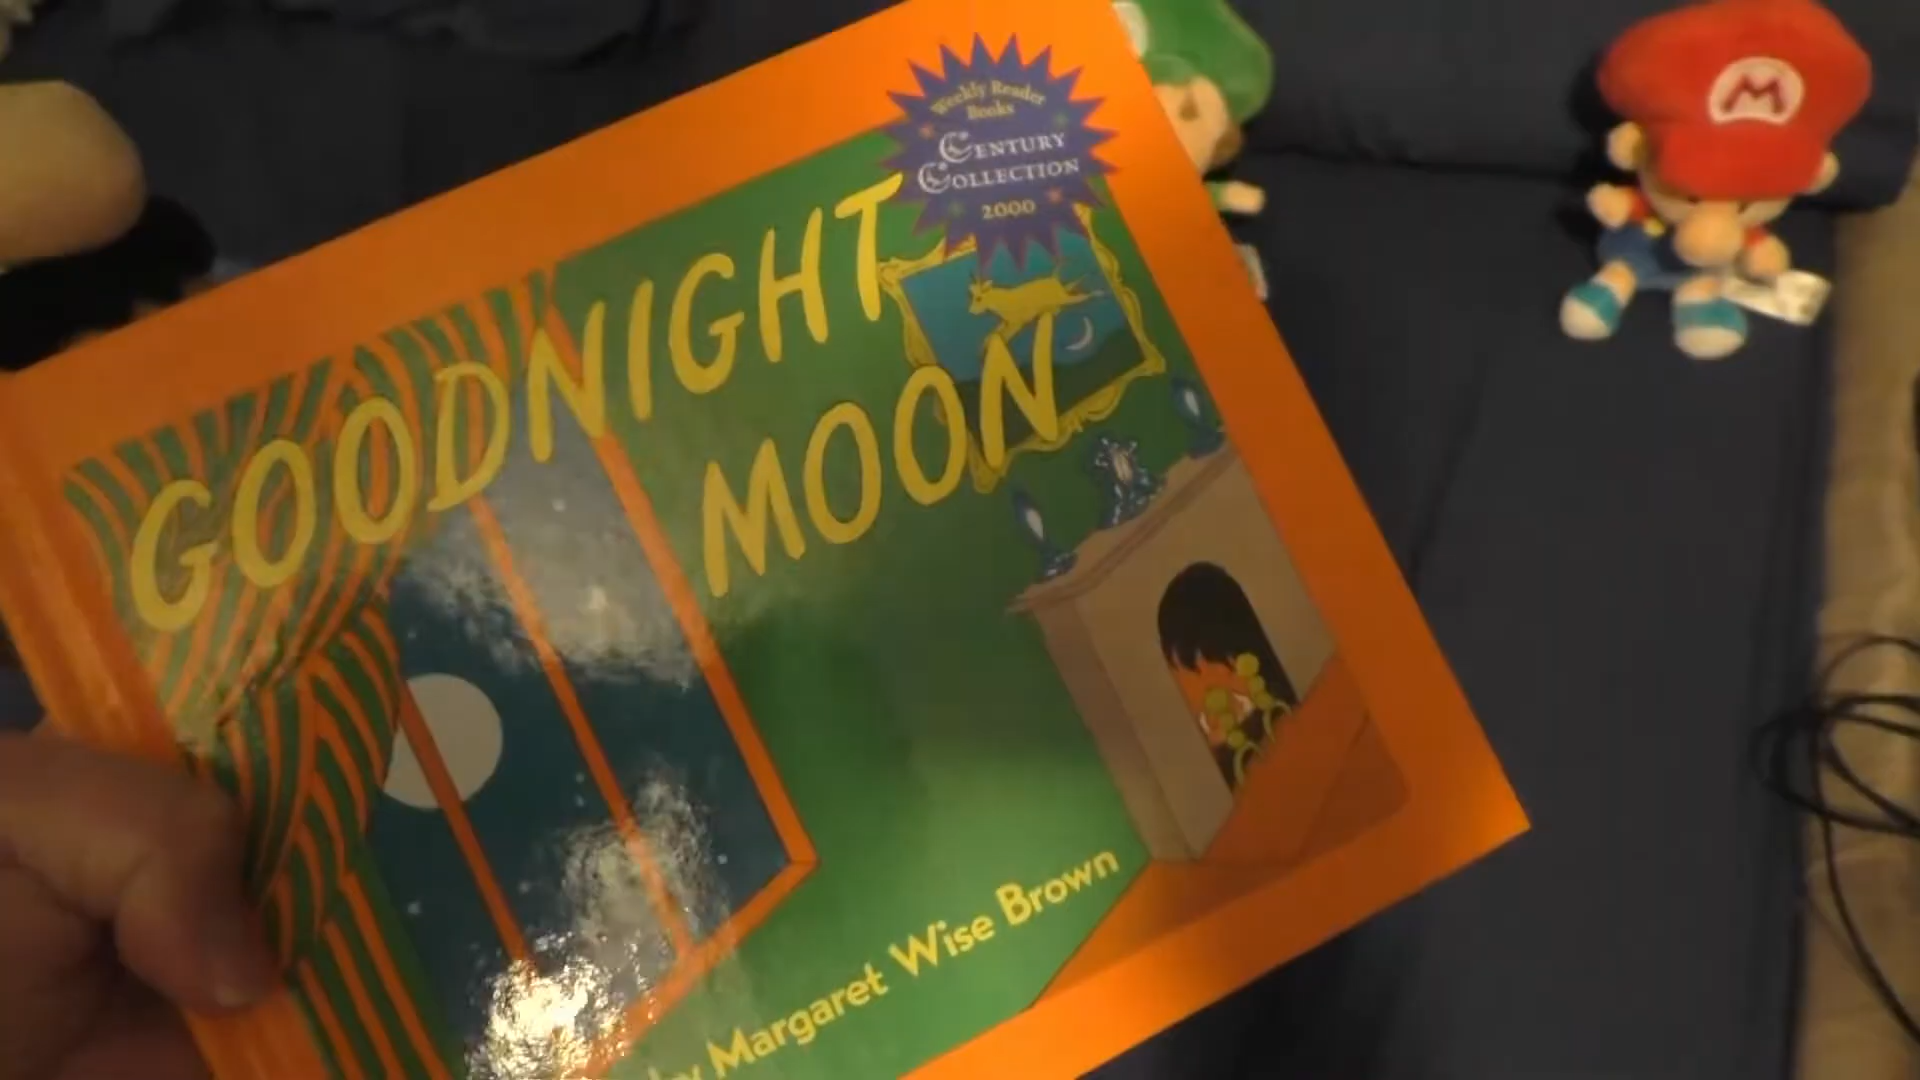 Weekly Reader
Books
CENTURY
COLLECTION
2000
GOODNIGHT
MOON
by Margaret Wise Brown
M